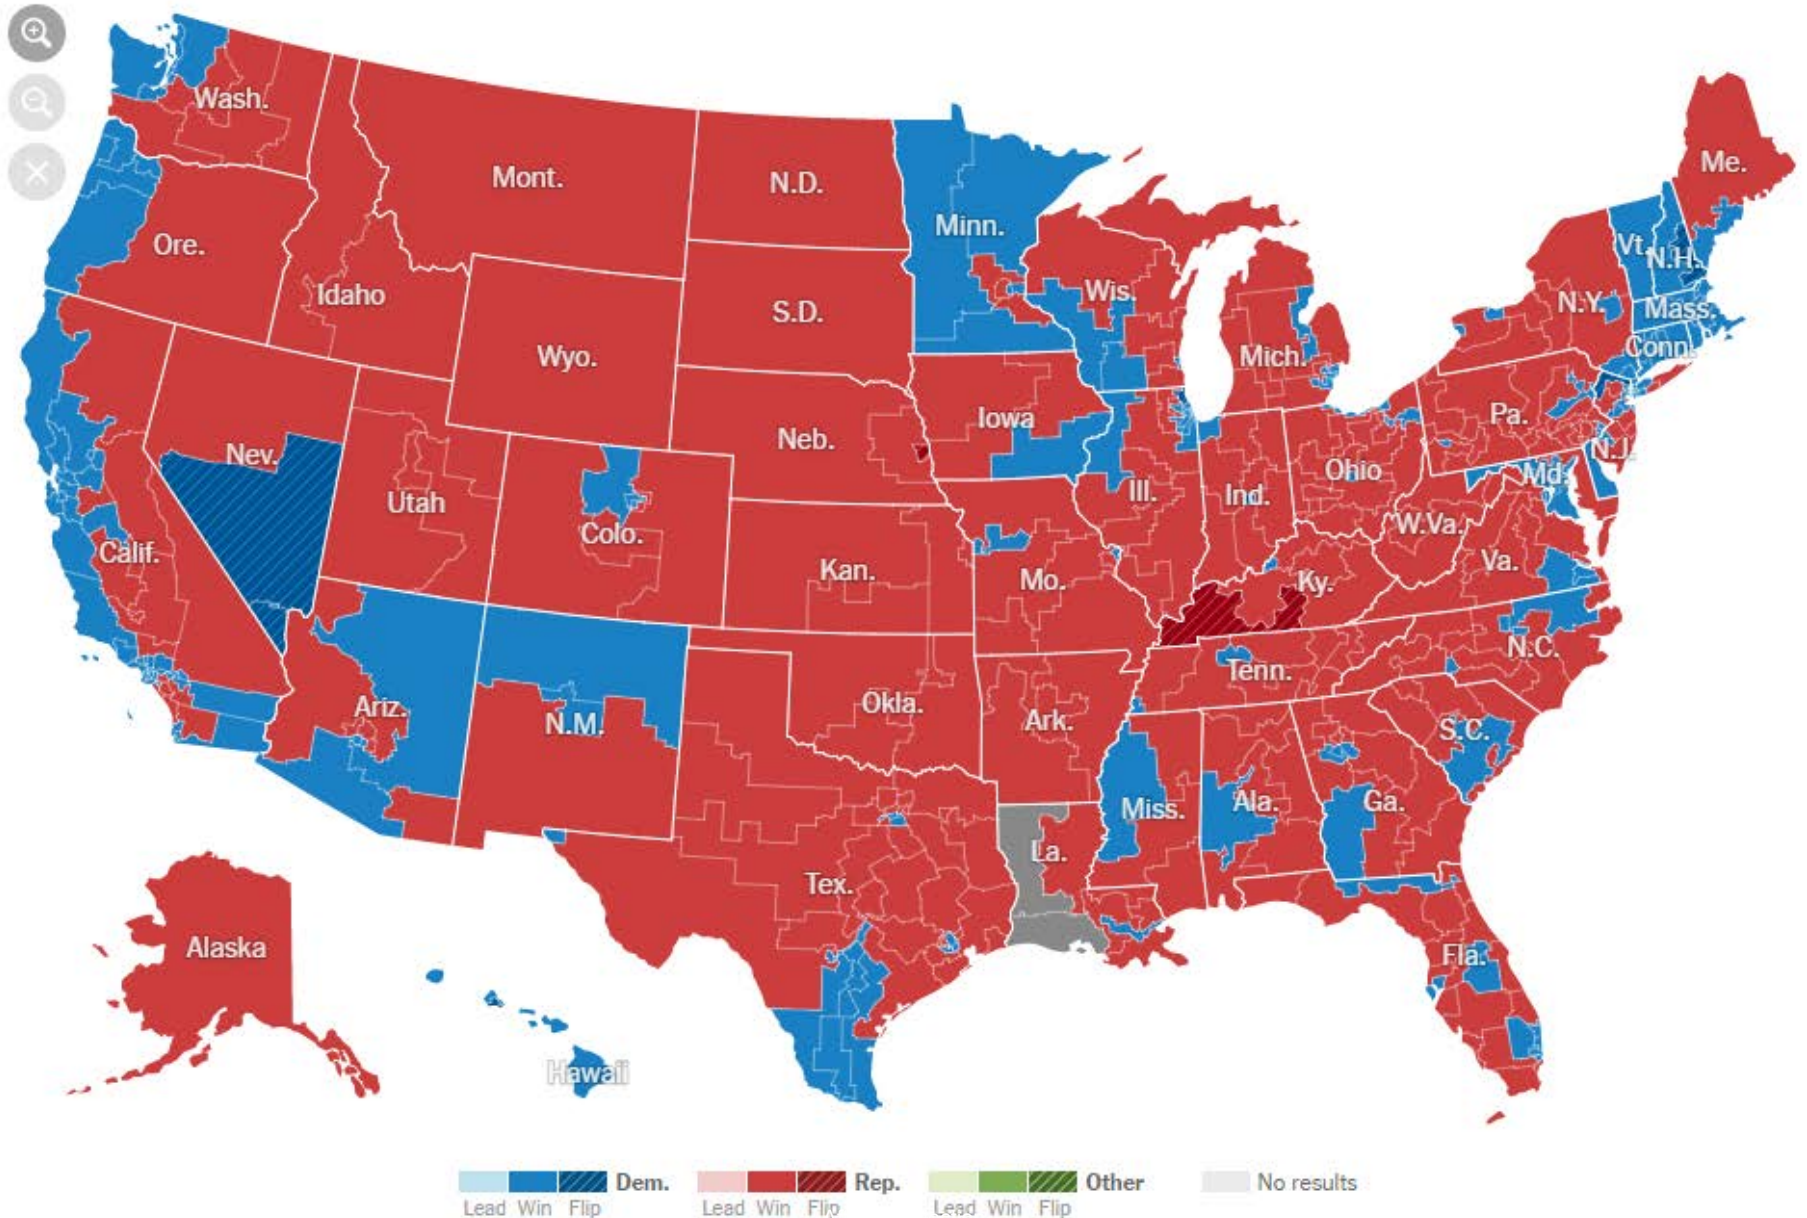 Wash.
Me.
Mont.
N.D.
Minn.
Ore.
Vt.
N.H.
Idaho
Wis.
N.Y.
Mass.
S.D.
Wyo.
Mich.
Conn.
Iowa
Pa.
Neb.
Nev.
N.J.
Utah
Ill.
Ind.
Ohio
Md.
Colo.
W.Va.
Calif.
Kan.
Mo.
Ky.
Va.
N.C.
Ariz.
N.M.
Okla.
Ark.
Tenn.
S.C.
Miss.
Ala.
Ga.
La.
Tex.
Alaska
Fla.
Hawaii
Dem.
Rep.
Other
No results
Lead Win Flip
Lead Win Flip
Lead Win Flip